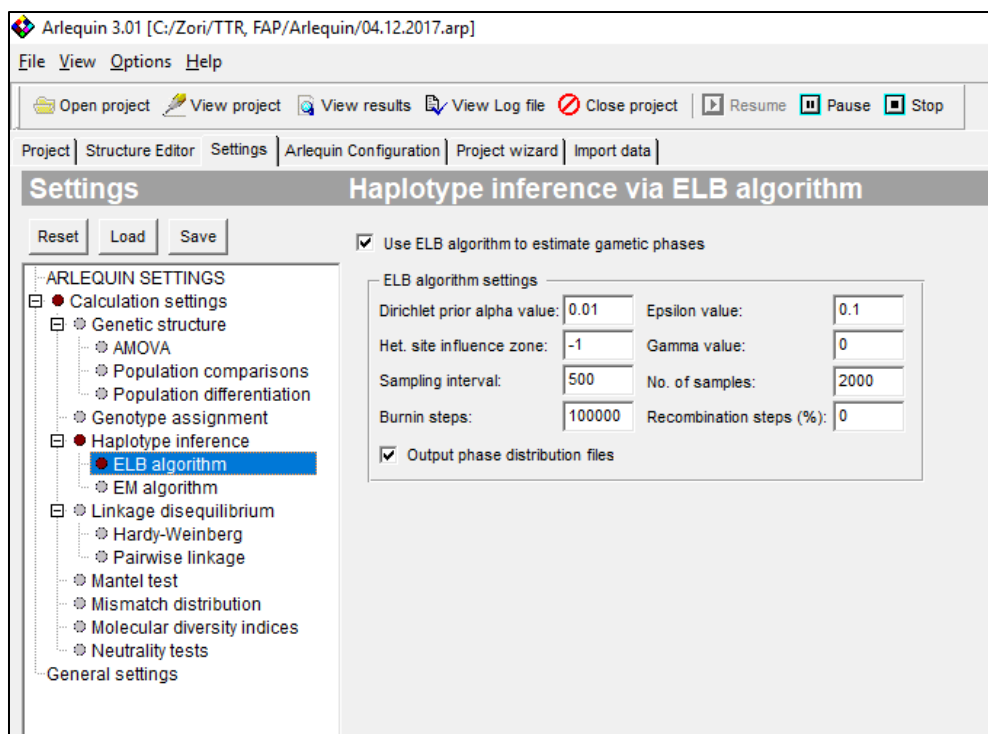 Arlequin 3.01 [C:/Zori/TTR, FAP/Arlequin/04.12.2017.arp]
File View Options Help
Open project View project View results View Log file Close project Resume Pause Stop
Project Structure Editor Settings Arlequin Configuration Project wizard Import data
Settings Haplotype inference via ELB algorithm
Reset Load Save
Use ELB algorithm to estimate gametic phases
ARLEQUIN SETTINGS
Calculation settings
Genetic structure
AMOVA
Population comparisons
Population differentiation
Genotype assignment
Haplotype inference
ELB algorithm
EM algorithm
Linkage disequilibrium
Hardy-Weinberg
Pairwise linkage
Mantel test
Mismatch distribution
Molecular diversity indices
Neutrality tests
General settings
ELB algorithm settings
Dirichlet prior alpha value: 0.01 Epsilon value: 0.1
Het. site influence zone: -1 Gamma value: 0
Sampling interval: 500 No. of samples: 2000
Burnin steps: 100000 Recombination steps (%): 0
Output phase distribution files